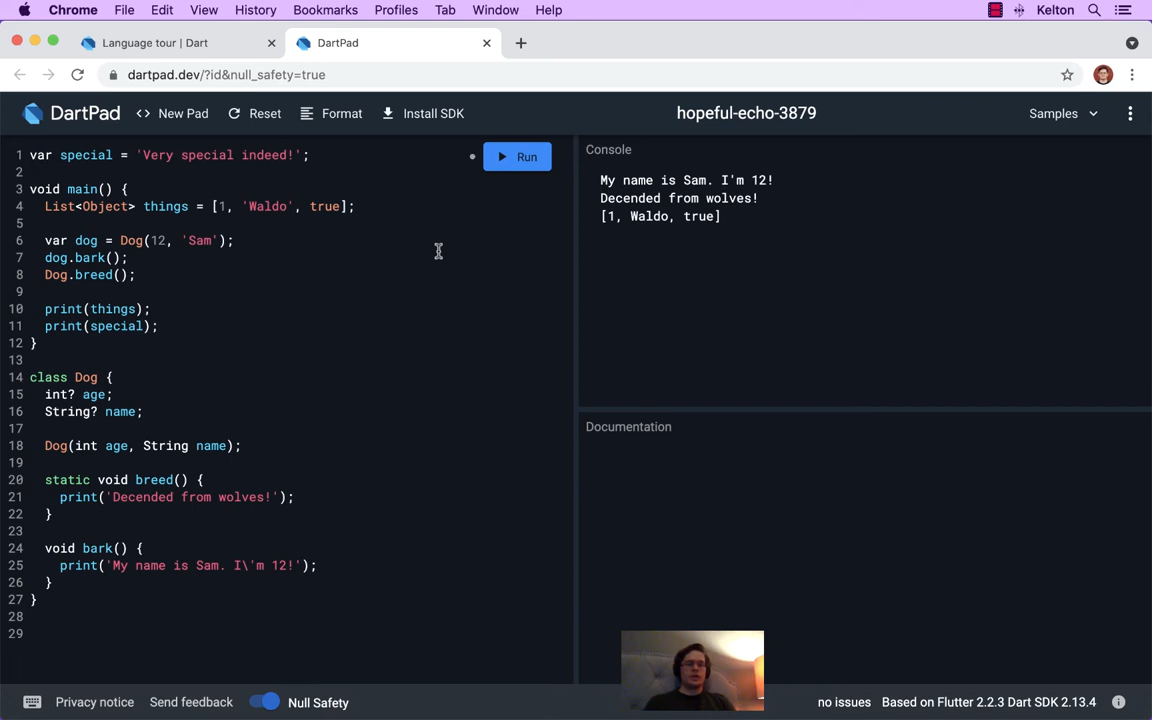 Chrome File Edit View History Bookmarks Profiles Tab Window Help Kelton
Language tour | Dart
DartPad
dartpad.dev/?id&null_safety=true
DartPad
New Pad
Reset
Format
Install SDK
hopeful-echo-3879
Samples
Run
1 var special = 'Very special indeed!';
2
3 void main() {
4 List<Object> things = [1, 'Waldo', true];
5
6 var dog = Dog(12, 'Sam');
7 dog.bark();
8 Dog.breed();
9
10 print(things);
11 print(special);
12 }
13
14 class Dog {
15 int? age;
16 String? name;
17
18 Dog(int age, String name);
19
20 static void breed() {
21 print('Decended from wolves!');
22 }
23
24 void bark() {
25 print('My name is Sam. I\'m 12!');
26 }
27 }
28
29
Console
My name is Sam. I'm 12!
Decended from wolves!
[1, Waldo, true]
Documentation
Privacy notice
Send feedback
Null Safety
no issues
Based on Flutter 2.2.3 Dart SDK 2.13.4